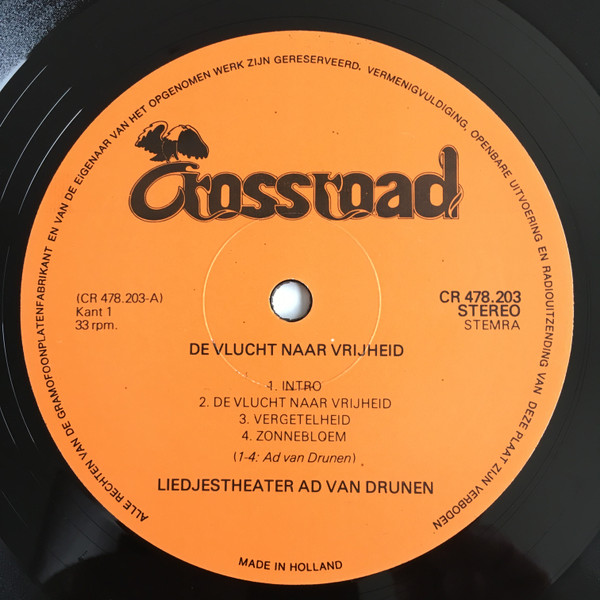 ALLE RECHTEN VAN DE GRAMOFOONPLATENFABRIKANT EN VAN DE EIGENAAR VAN HET OPGENOMEN WERK ZIJN GERESERVEERD. VERMENIGVULDIGING, OPENBARE UITVOERING EN RADIOUITZENDING VAN DEZE PLAAT ZIJN VERBODEN
Crossroad
(CR 478.203-A)
Kant 1
33 rpm.
CR 478.203
STEREO
STEMRA
DE VLUCHT NAAR VRIJHEID
1. INTRO
2. DE VLUCHT NAAR VRIJHEID
3. VERGETELHEID
4. ZONNEBLOEM
(1-4: Ad van Drunen)
LIEDJESTHEATER AD VAN DRUNEN
MADE IN HOLLAND